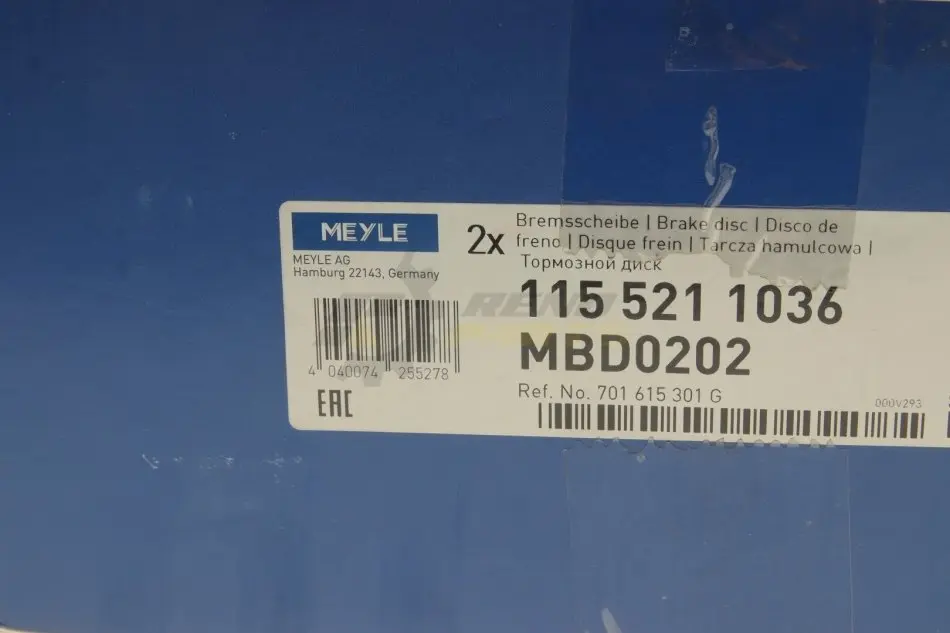 MEYLE
MEYLE AG
Hamburg 22143, Germany
4 040074 255278
EAC
2x
Bremsscheibe | Brake disc | Disco de
freno | Disque frein | Tarcza hamulcowa |
Тормозной диск
115 521 1036
MBD0202
Ref. No. 701 615 301 G
000V293